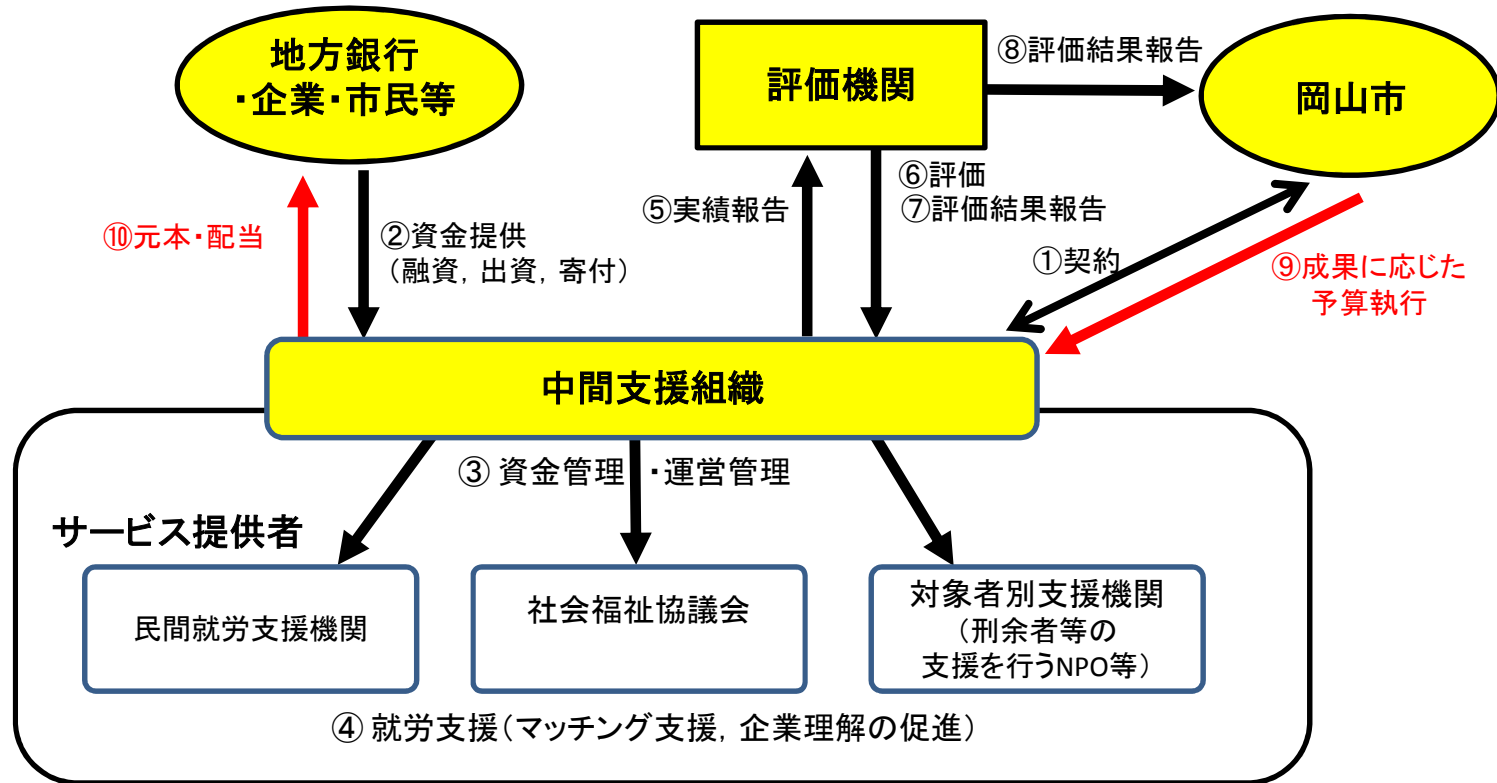 地方銀行
・企業・市民等
評価機関
⑧評価結果報告
岡山市
⑩元本・配当
②資金提供
（融資，出資，寄付）
⑤実績報告
⑥評価
⑦評価結果報告
①契約
⑨成果に応じた
予算執行
中間支援組織
③ 資金管理 ・運営管理
サービス提供者
民間就労支援機関
社会福祉協議会
対象者別支援機関
（刑余者等の
支援を行うNPO等）
④ 就労支援（マッチング支援，企業理解の促進）